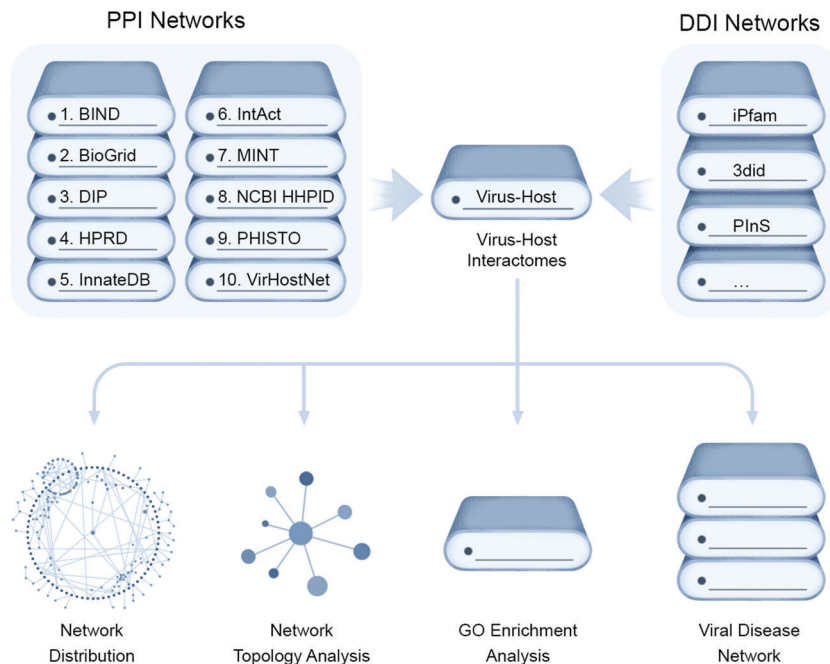 PPI Networks
DDI Networks
1. BIND
2. BioGrid
3. DIP
4. HPRD
5. InnateDB
6. IntAct
7. MINT
8. NCBI HHPID
9. PHISTO
10. VirHostNet
Virus-Host
Virus-Host
Interactomes
iPfam
3did
PInS
...
Network
Distribution
Network
Topology Analysis
GO Enrichment
Analysis
Viral Disease
Network